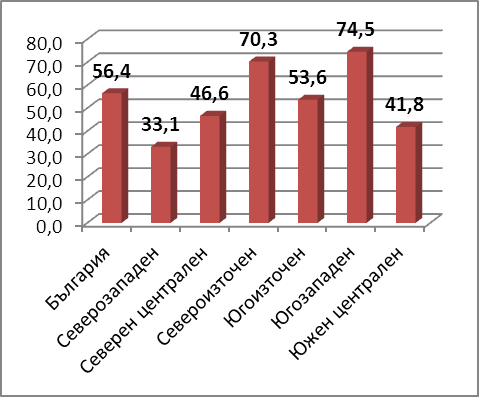 80,0
70,0
60,0
50,0
40,0
30,0
20,0
10,0
0,0
56,4
33,1
46,6
70,3
53,6
74,5
41,8
България
Северозападен
Северен централен
Североизточен
Югоизточен
Югозападен
Южен централен